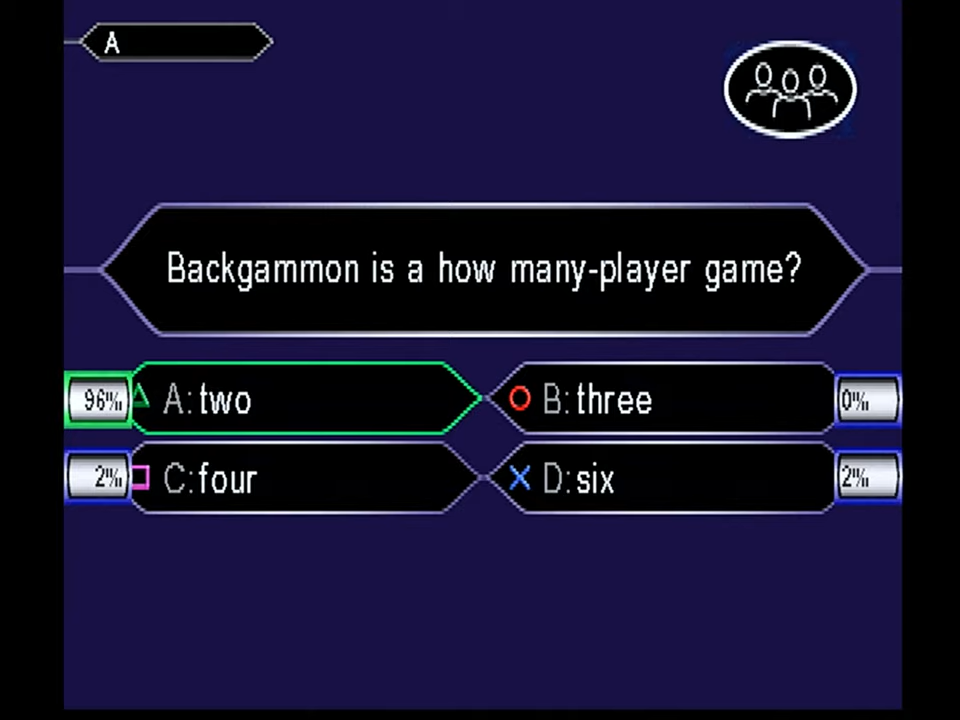 A
Backgammon is a how many-player game?
96% A: two
B: three 0%
2% C: four
D: six 2%